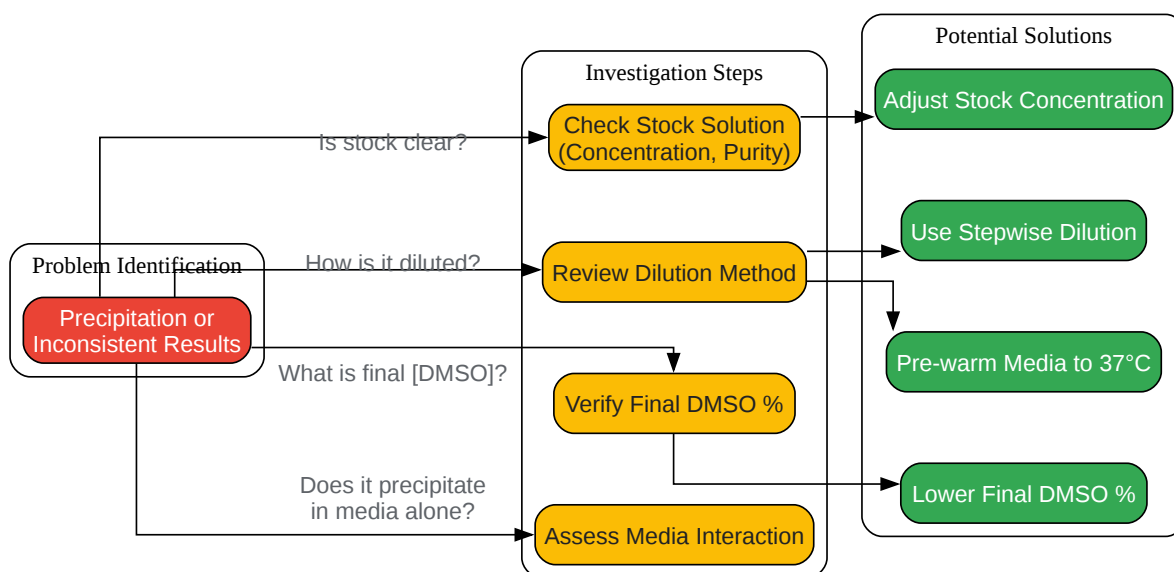 Potential Solutions
Investigation Steps
Adjust Stock Concentration
Check Stock Solution
(Concentration, Purity)
Is stock clear?
Use Stepwise Dilution
Problem Identification
How is it diluted?
Review Dilution Method
Precipitation or
Inconsistent Results
Pre-warm Media to 37°C
What is final [DMSO]?
Verify Final DMSO %
Does it precipitate
in media alone?
Lower Final DMSO %
Assess Media Interaction